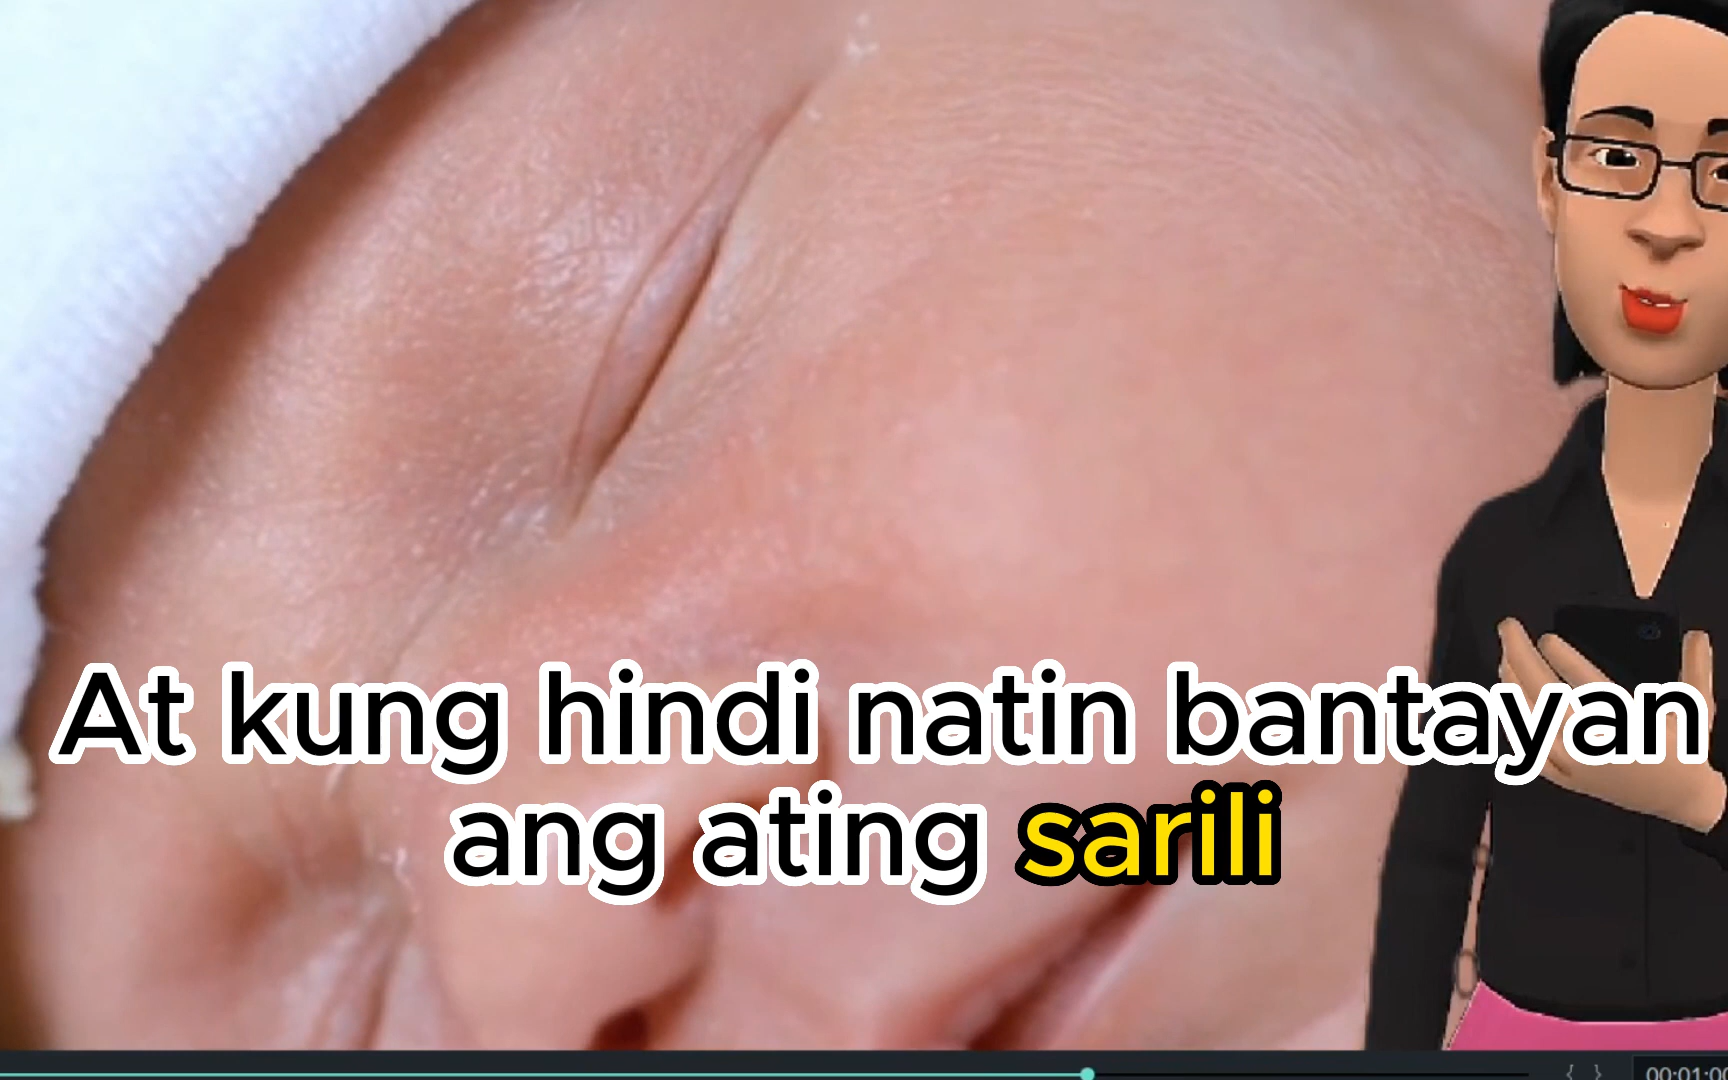 At kung hindi natin bantayan
ang ating sarili
{ }